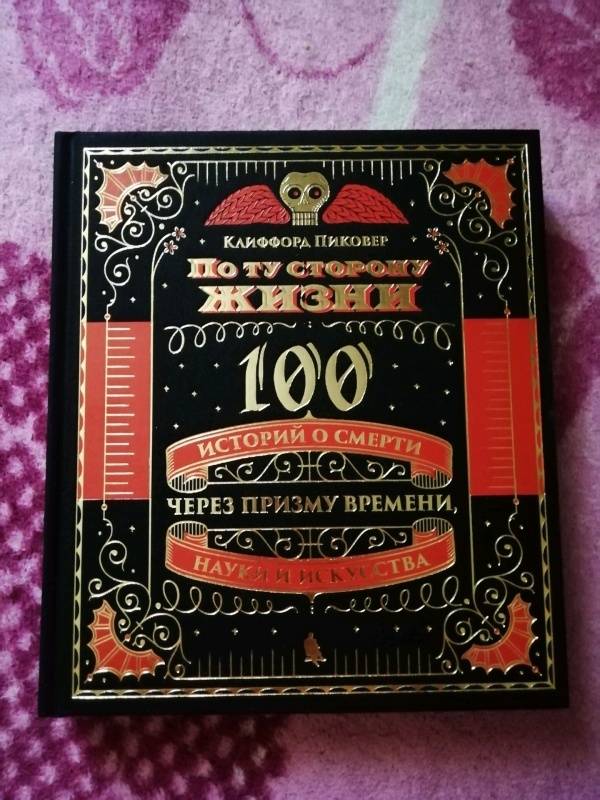 Клиффорд Пиковер
По ту сторону
жизни
100
историй о смерти
через призму времени,
науки и искусства